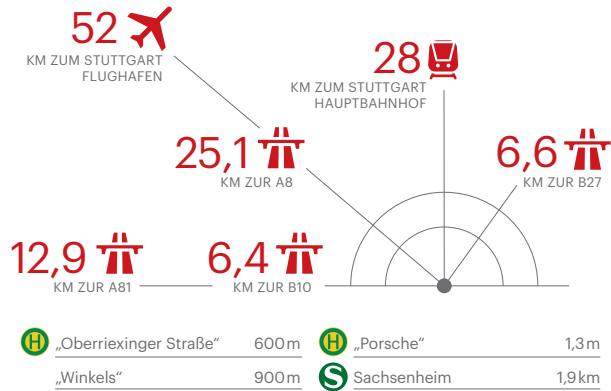 52
KM ZUM STUTTGART
FLUGHAFEN
28
KM ZUM STUTTGART
HAUPTBAHNHOF
25,1
KM ZUR A8
6,6
KM ZUR B27
12,9
KM ZUR A81
6,4
KM ZUR B10
H „Oberriexinger Straße“ 600 m
„Winkels“ 900 m
H „Porsche“ 1,3 m
S Sachsenheim 1,9 km